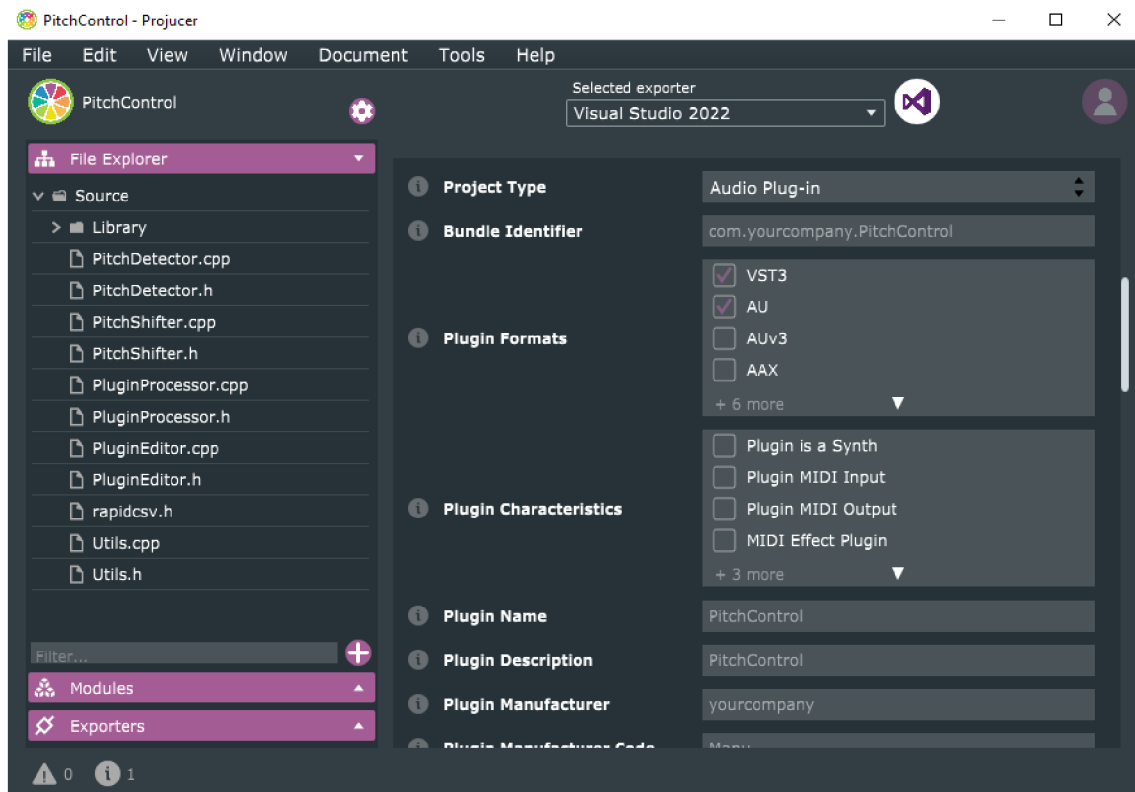 PitchControl - Projucer
File Edit View Window Document Tools Help
PitchControl
Selected exporter
Visual Studio 2022
File Explorer
Source
Library
PitchDetector.cpp
PitchDetector.h
PitchShifter.cpp
PitchShifter.h
PluginProcessor.cpp
PluginProcessor.h
PluginEditor.cpp
PluginEditor.h
rapidcsv.h
Utils.cpp
Utils.h
Filter...
Modules
Exporters
0 1
Project Type Audio Plug-in
Bundle Identifier com.yourcompany.PitchControl
Plugin Formats
VST3
AU
AUv3
AAX
+ 6 more
Plugin Characteristics
Plugin is a Synth
Plugin MIDI Input
Plugin MIDI Output
MIDI Effect Plugin
+ 3 more
Plugin Name PitchControl
Plugin Description PitchControl
Plugin Manufacturer yourcompany
Plugin Manufacturer Code Manu